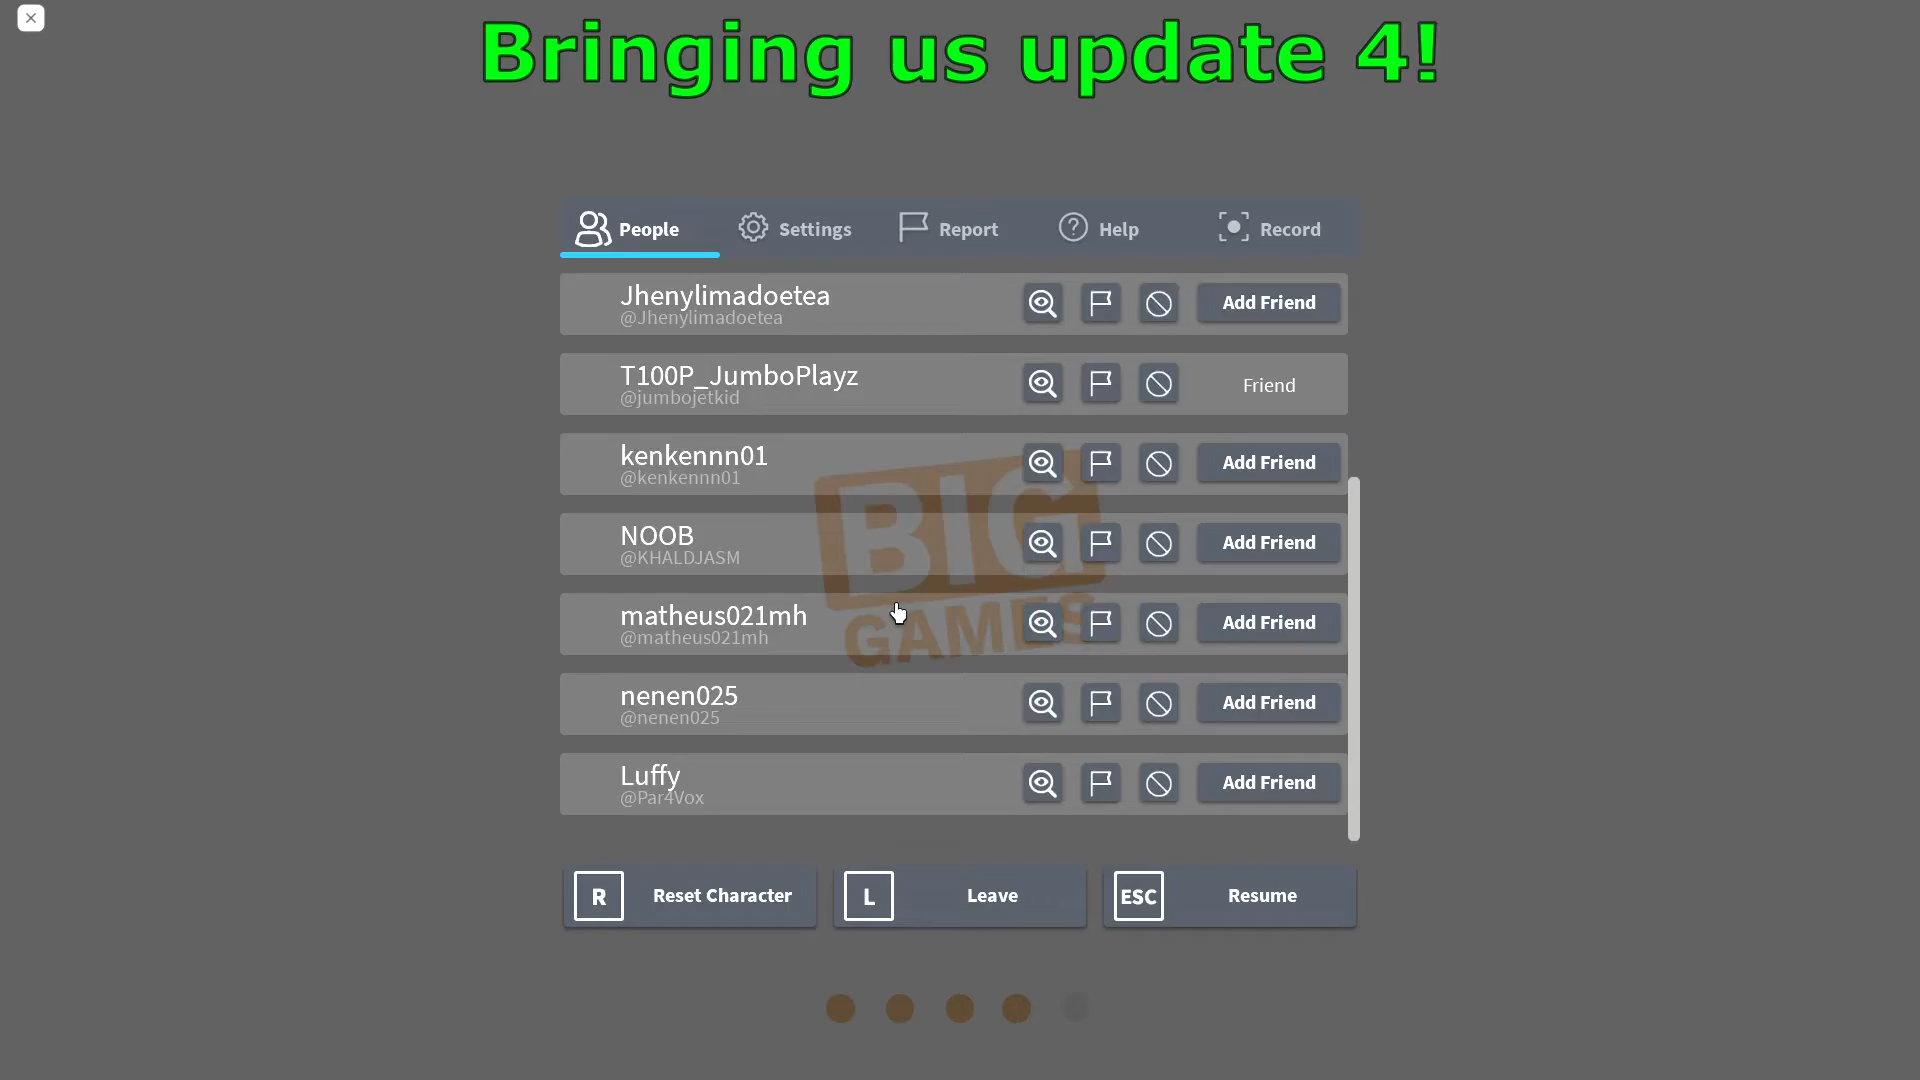 Bringing us update 4!
People
Settings
Report
Help
Record
Jhenylimadoetea
@Jhenylimadoetea
Add Friend
T100P_JumboPlayz
@jumbojetkid
Friend
kenkennn01
@kenkennn01
Add Friend
NOOB
@KHALDJASM
Add Friend
matheus021mh
@matheus021mh
Add Friend
nenen025
@nenen025
Add Friend
Luffy
@Par4Vox
Add Friend
BIG
GAMES
R Reset Character
L Leave
ESC Resume